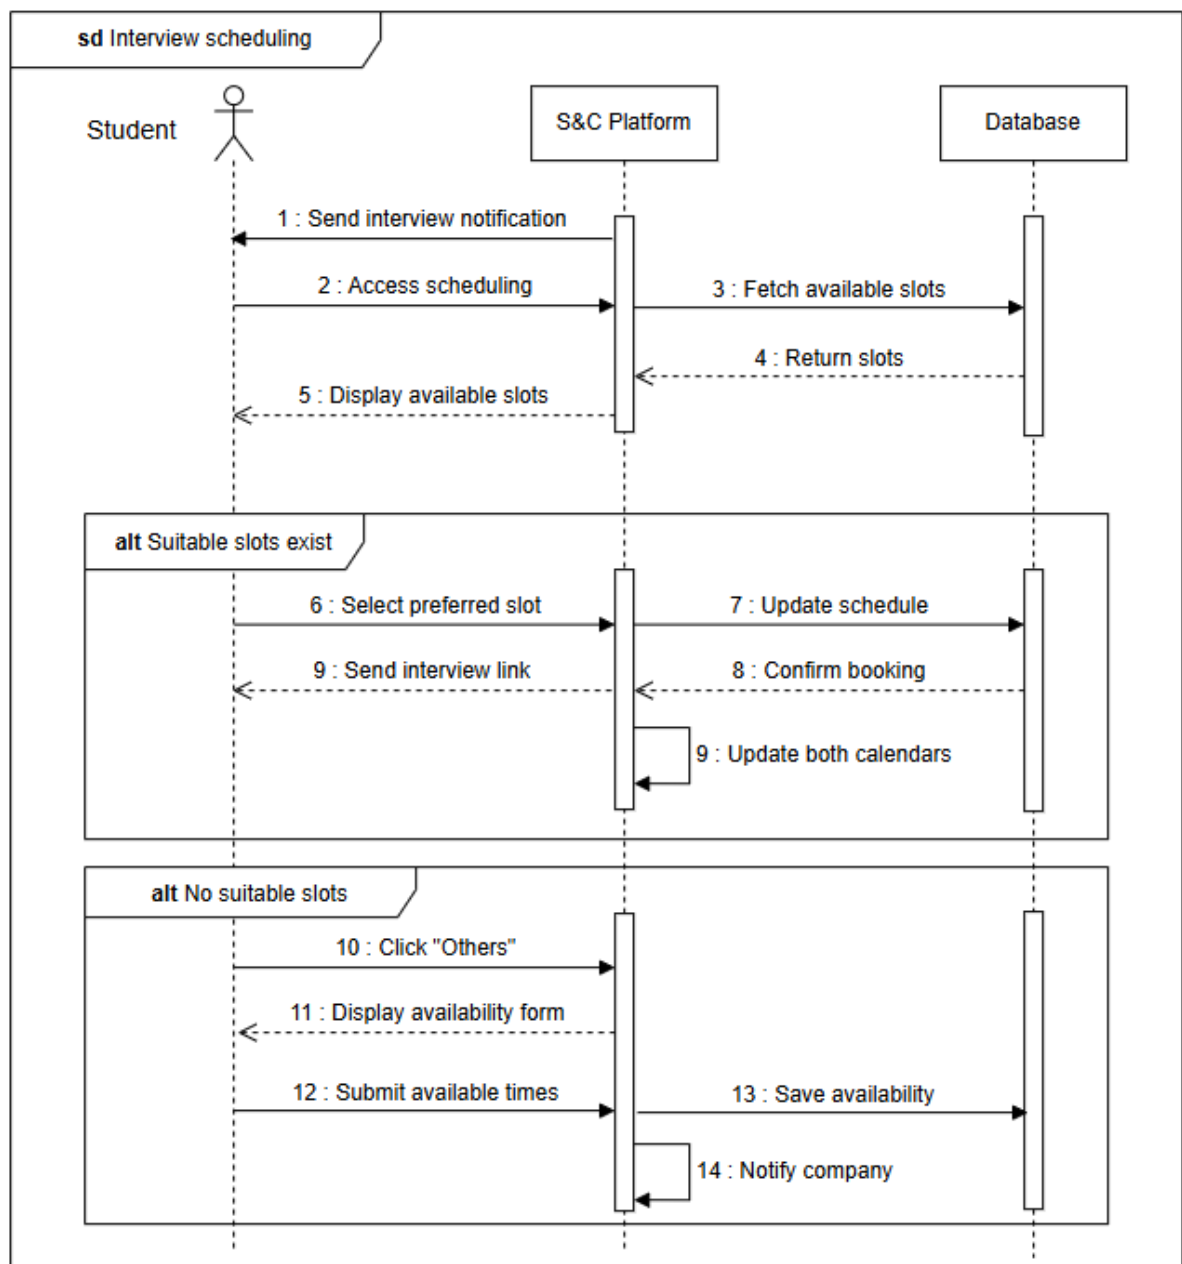 sd Interview scheduling
Student
S&C Platform
Database
1 : Send interview notification
2 : Access scheduling
3 : Fetch available slots
4 : Return slots
5 : Display available slots
alt Suitable slots exist
6 : Select preferred slot
7 : Update schedule
9 : Send interview link
8 : Confirm booking
9 : Update both calendars
alt No suitable slots
10 : Click "Others"
11 : Display availability form
12 : Submit available times
13 : Save availability
14 : Notify company